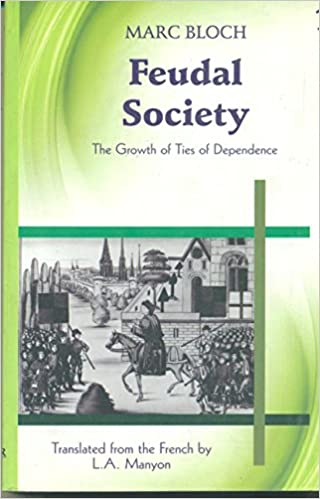 MARC BLOCH
Feudal
Society
The Growth of Ties of Dependence
Translated from the French by
L.A. Manyon